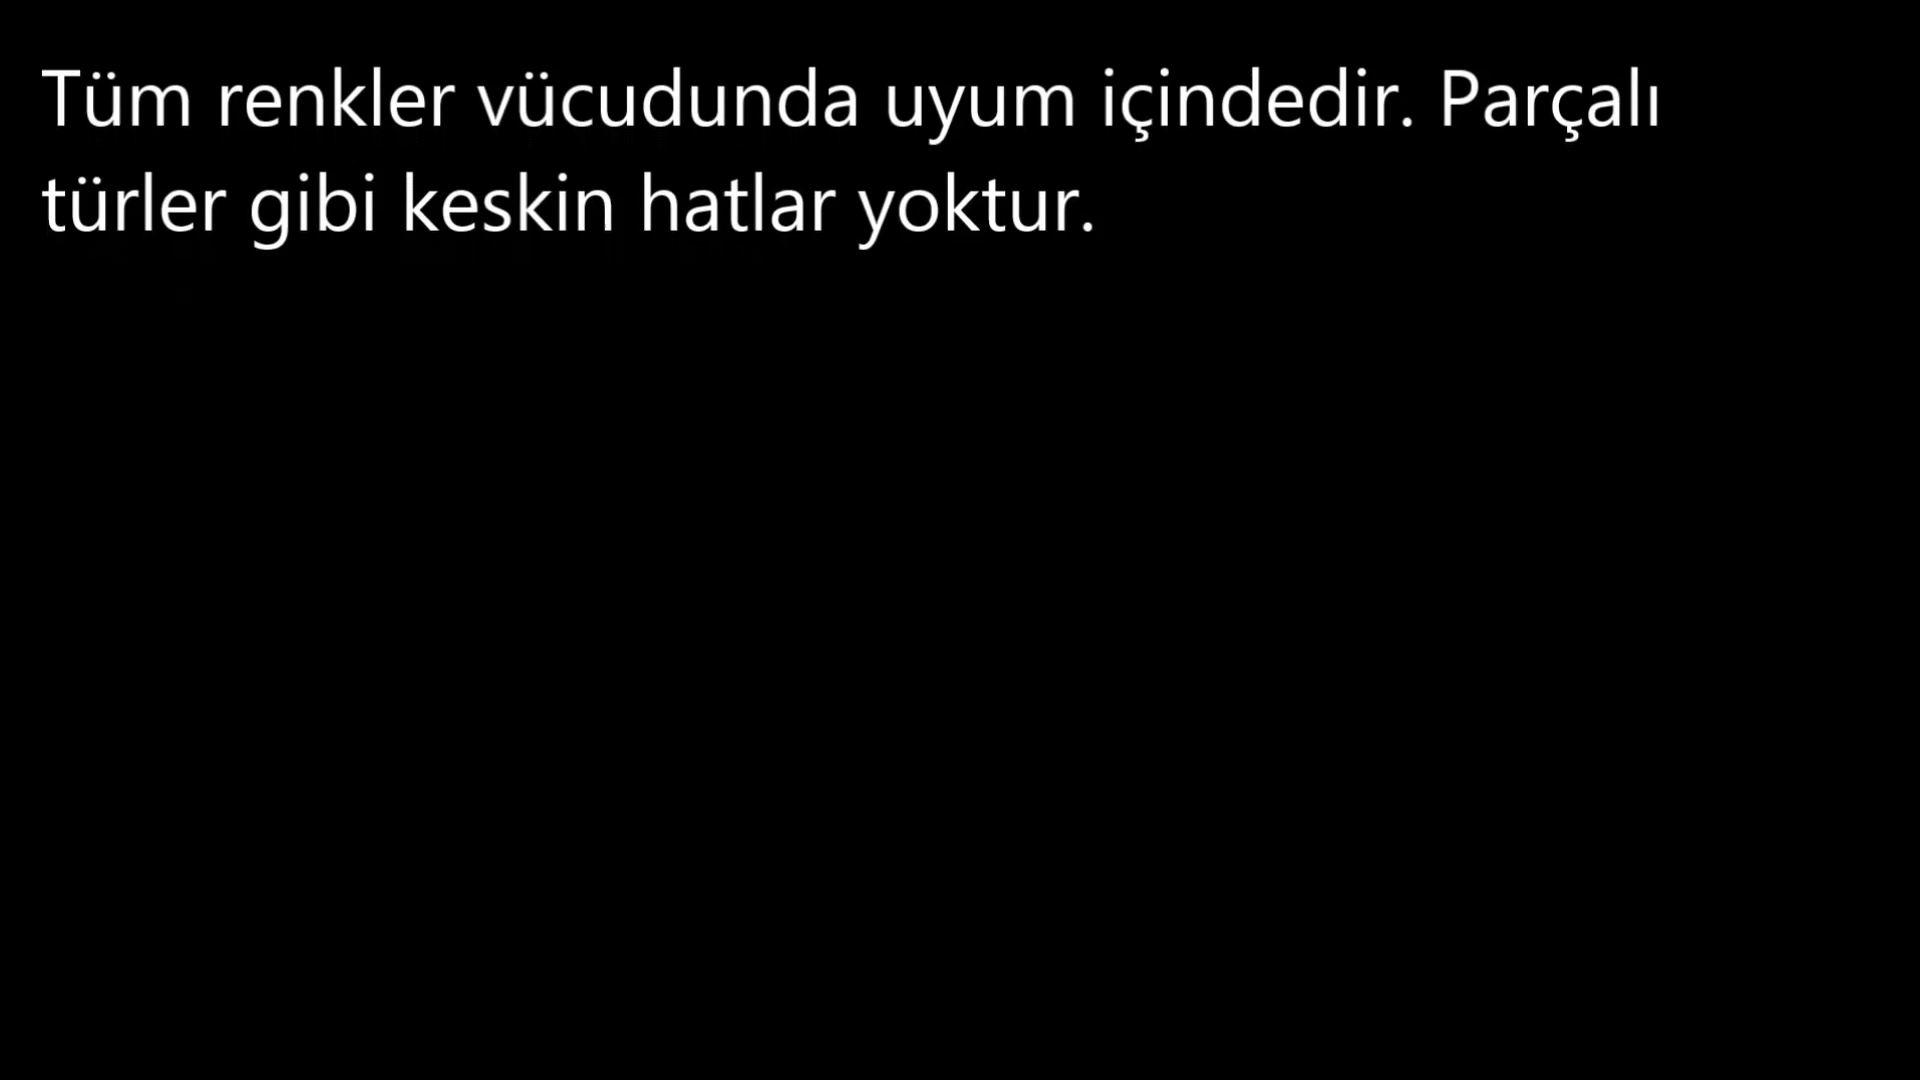 Tüm renkler vücudunda uyum içindedir. Parçalı
türler gibi keskin hatlar yoktur.